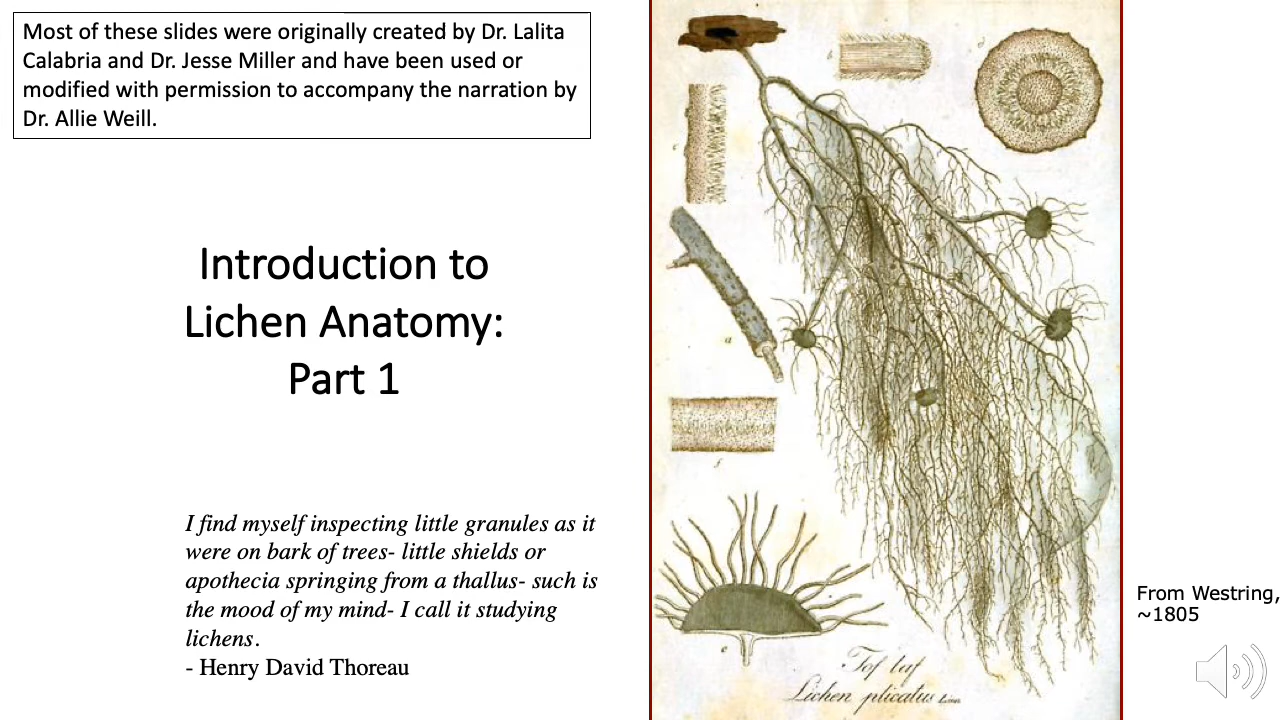 Most of these slides were originally created by Dr. Lalita
Calabria and Dr. Jesse Miller and have been used or
modified with permission to accompany the narration by
Dr. Allie Weill.
Introduction to
Lichen Anatomy:
Part 1
I find myself inspecting little granules as it
were on bark of trees- little shields or
apothecia springing from a thallus- such is
the mood of my mind- I call it studying
lichens.
- Henry David Thoreau
d
c
a
f
e
Lichen plicatus
From Westring,
~1805